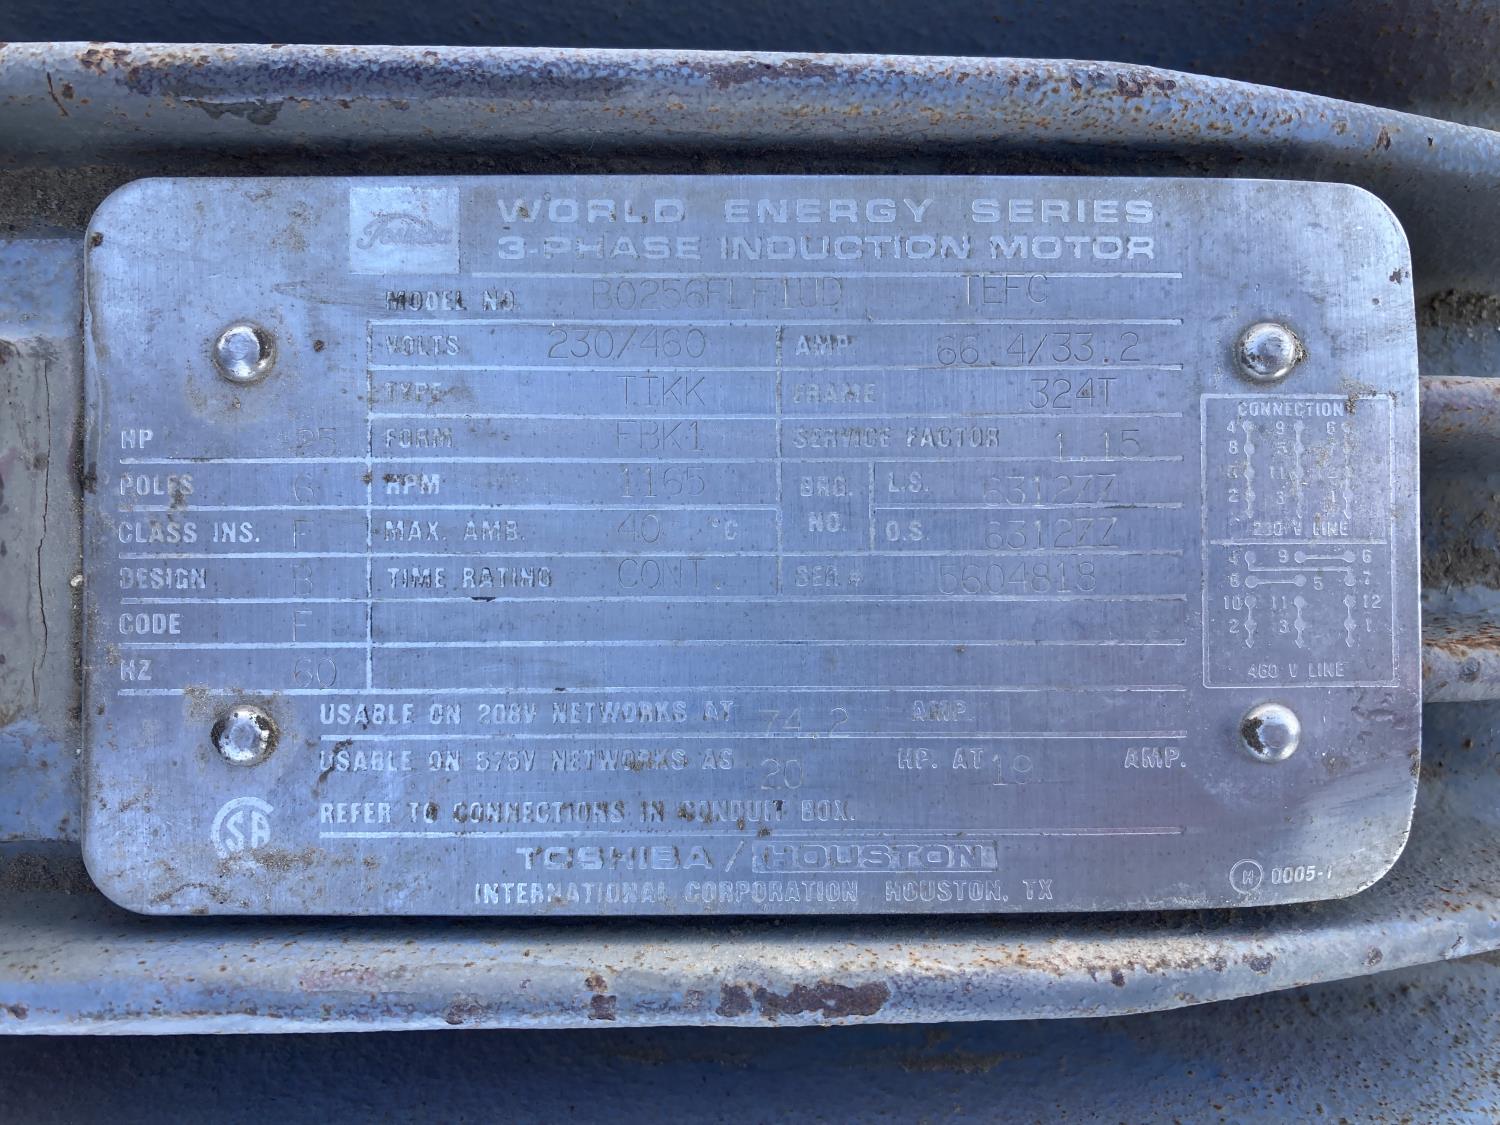 Toshiba
WORLD ENERGY SERIES
3-PHASE INDUCTION MOTOR
MODEL NO. B0256FLF1UD TEFC
VOLTS 230/460 AMP 66.4/33.2
TYPE TIKK FRAME 324T
HP 25 FORM FBK1 SERVICE FACTOR 1.15
POLES 6 RPM 1165 BRG. NO. L.S. 6312ZZ
CLASS INS. F MAX. AMB. 40 °C O.S. 6312ZZ
DESIGN B TIME RATING CONT. SER.# 5604813
CODE F
HZ 60
USABLE ON 208V NETWORKS AT 74.2 AMP.
USABLE ON 575V NETWORKS AS 20 HP. AT 19 AMP.
REFER TO CONNECTIONS IN CONDUIT BOX.
SA
TOSHIBA/HOUSTON
INTERNATIONAL CORPORATION HOUSTON, TX
M 0005-1
CONNECTION
4 9 6
8 5 7
11
2 3 1
230 V LINE
4 9 6
8 5 7
10 11 12
2 3 1
460 V LINE